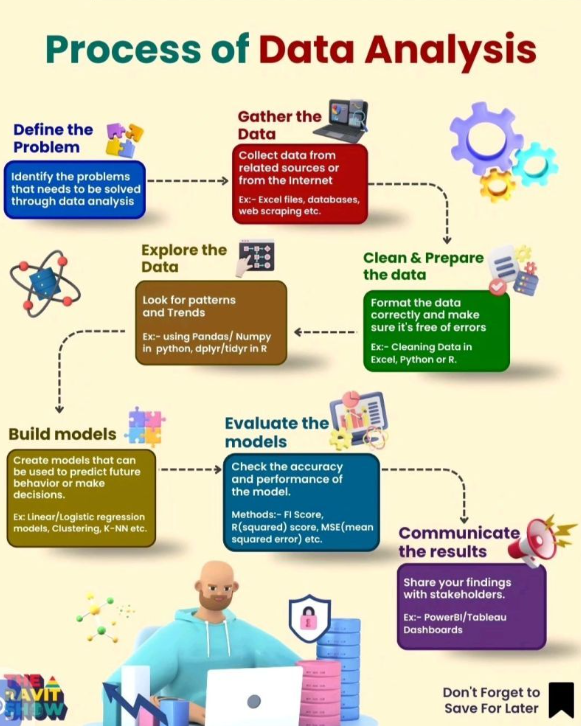 Process of Data Analysis
Define the
Problem
Identify the problems
that needs to be solved
through data analysis
Gather the
Data
Collect data from
related sources or
from the Internet
Ex:- Excel files, databases,
web scraping etc.
Clean & Prepare
the data
Format the data
correctly and make
sure it's free of errors
Ex:- Cleaning Data in
Excel, Python or R.
Explore the
Data
Look for patterns
and Trends
Ex:- using Pandas/ Numpy
in python, dplyr/tidyr in R
Build models
Create models that can
be used to predict future
behavior or make
decisions.
Ex: Linear/Logistic regression
models, Clustering, K-NN etc.
Evaluate the
models
Check the accuracy
and performance of
the model.
Methods:- F1 Score,
R(squared) score, MSE(mean
squared error) etc.
Communicate
the results
Share your findings
with stakeholders.
Ex:- PowerBI/Tableau
Dashboards
THE
RAVIT
SHOW
Don't Forget to
Save For Later